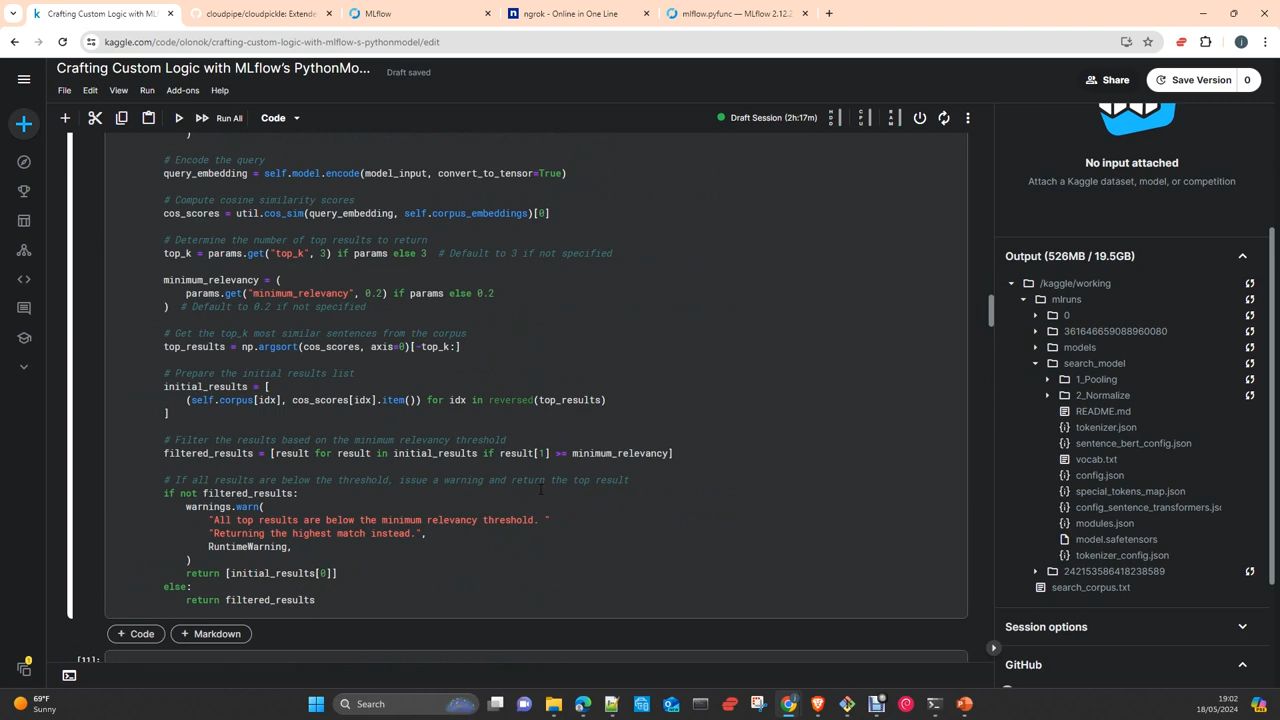 Crafting Custom Logic with ML
cloudpipe/cloudpickle: Extende
MLflow
ngrok - Online in One Line
mlflow.pyfunc — MLflow 2.12.2
kaggle.com/code/olonok/crafting-custom-logic-with-mlflow-s-pythonmodel/edit
Crafting Custom Logic with MLflow’s PythonMo...
Draft saved
Share
Save Version
0
File
Edit
View
Run
Add-ons
Help
Run All
Code
Draft Session (2h:17m)
HDD
CPU
RAM
)
# Encode the query
query_embedding = self.model.encode(model_input, convert_to_tensor=True)
# Compute cosine similarity scores
cos_scores = util.cos_sim(query_embedding, self.corpus_embeddings)[0]
# Determine the number of top results to return
top_k = params.get("top_k", 3) if params else 3  # Default to 3 if not specified
minimum_relevancy = (
params.get("minimum_relevancy", 0.2) if params else 0.2
)  # Default to 0.2 if not specified
# Get the top_k most similar sentences from the corpus
top_results = np.argsort(cos_scores, axis=0)[-top_k:]
# Prepare the initial results list
initial_results = [
(self.corpus[idx], cos_scores[idx].item()) for idx in reversed(top_results)
]
# Filter the results based on the minimum relevancy threshold
filtered_results = [result for result in initial_results if result[1] >= minimum_relevancy]
# If all results are below the threshold, issue a warning and return the top result
if not filtered_results:
warnings.warn(
"All top results are below the minimum relevancy threshold. "
"Returning the highest match instead.",
RuntimeWarning,
)
return [initial_results[0]]
else:
return filtered_results
+ Code
+ Markdown
[11]:
No input attached
Attach a Kaggle dataset, model, or competition
Output (526MB / 19.5GB)
/kaggle/working
mlruns
0
361646659088960080
models
search_model
1_Pooling
2_Normalize
README.md
tokenizer.json
sentence_bert_config.json
vocab.txt
config.json
special_tokens_map.json
config_sentence_transformers.jsc
modules.json
model.safetensors
tokenizer_config.json
242153586418238589
search_corpus.txt
Session options
GitHub
69°F
Sunny
Search
19:02
18/05/2024